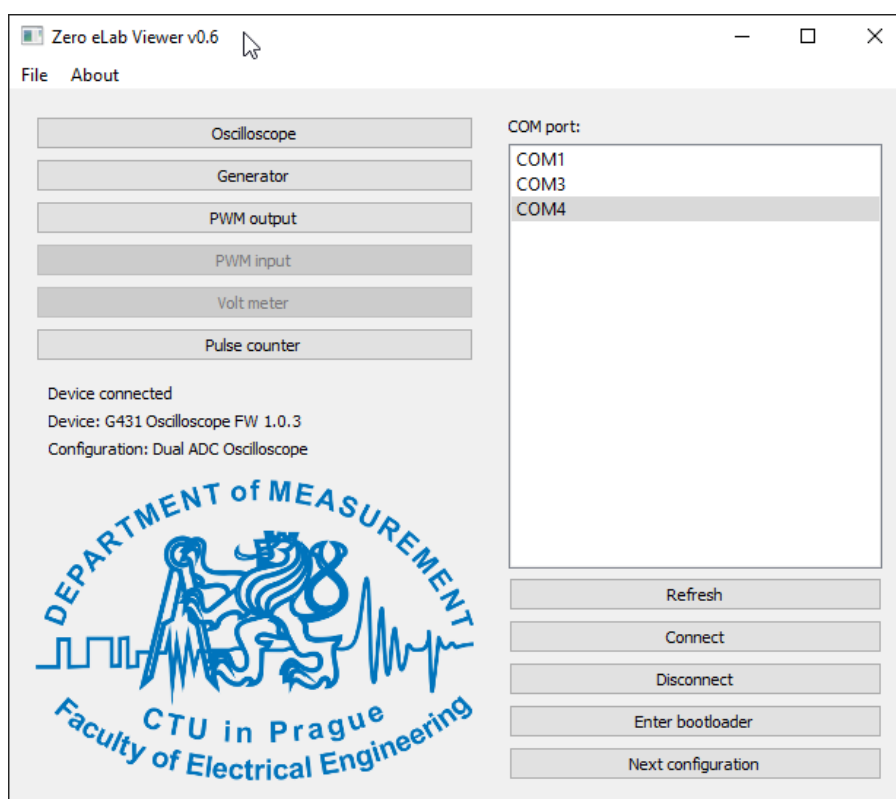 Zero eLab Viewer v0.6
File About
Oscilloscope
Generator
PWM output
PWM input
Volt meter
Pulse counter
Device connected
Device: G431 Oscilloscope FW 1.0.3
Configuration: Dual ADC Oscilloscope
DEPARTMENT of MEASUREMENT
CTU in Prague
Faculty of Electrical Engineering
COM port:
COM1
COM3
COM4
Refresh
Connect
Disconnect
Enter bootloader
Next configuration